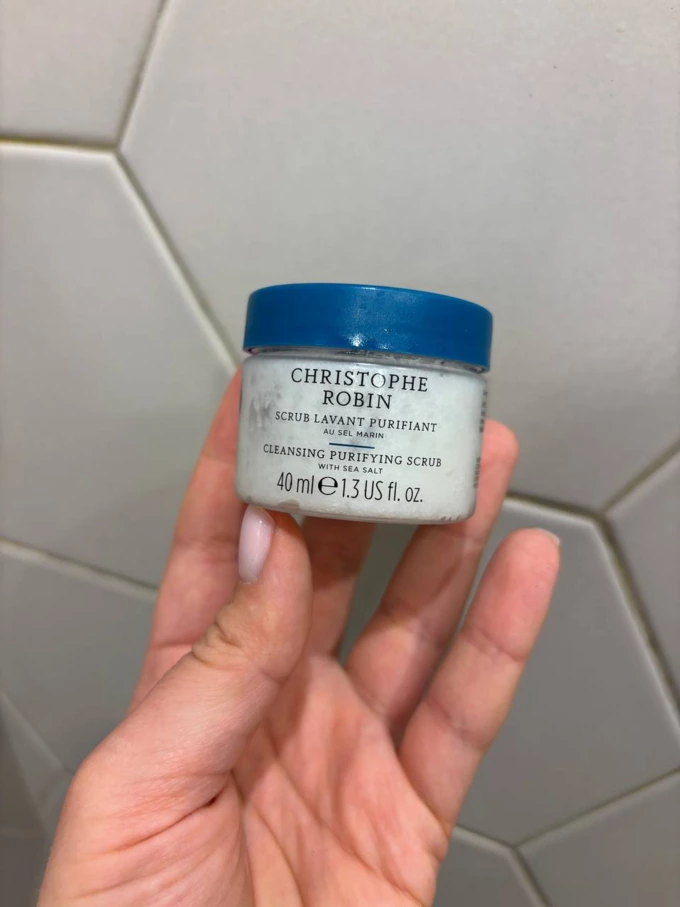 CHRISTOPHE
ROBIN
SCRUB LAVANT PURIFIANT
AU SEL MARIN
CLEANSING PURIFYING SCRUB
WITH SEA SALT
40 ml ℮ 1.3 US fl. oz.